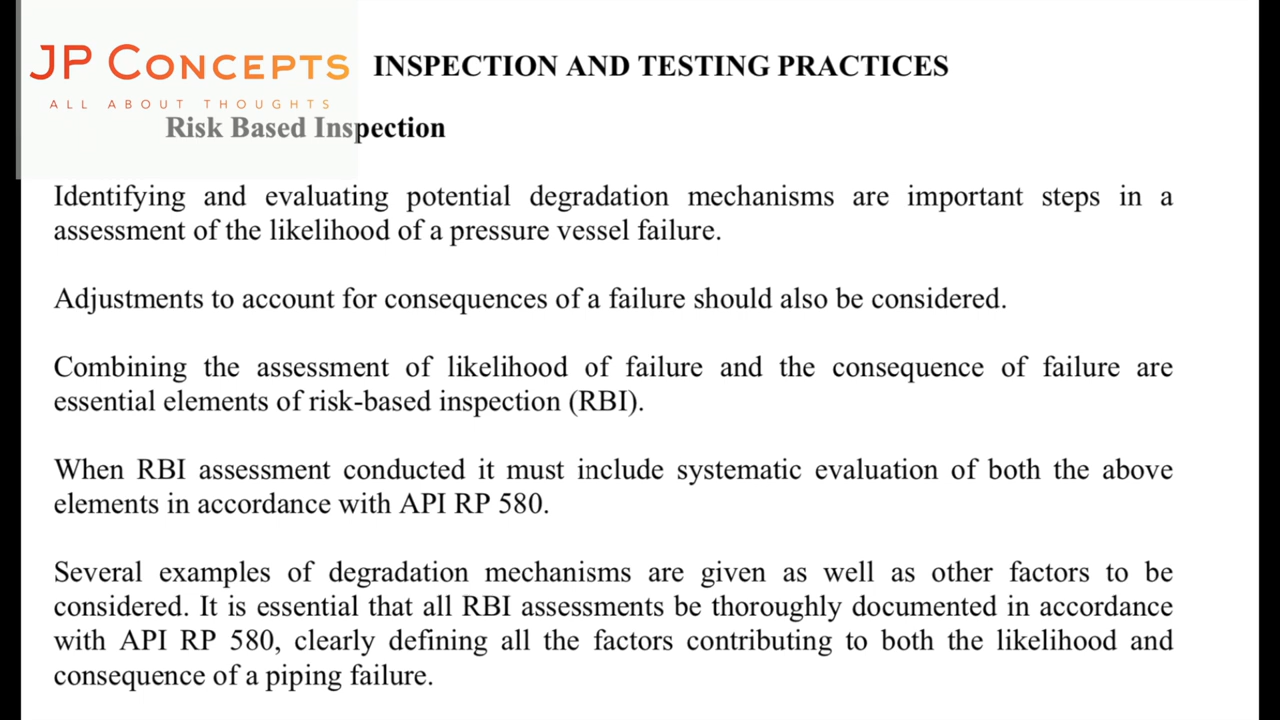 JP CONCEPTS
ALL ABOUT THOUGHTS
INSPECTION AND TESTING PRACTICES
Risk Based Inspection
Identifying and evaluating potential degradation mechanisms are important steps in a
assessment of the likelihood of a pressure vessel failure.
Adjustments to account for consequences of a failure should also be considered.
Combining the assessment of likelihood of failure and the consequence of failure are
essential elements of risk-based inspection (RBI).
When RBI assessment conducted it must include systematic evaluation of both the above
elements in accordance with API RP 580.
Several examples of degradation mechanisms are given as well as other factors to be
considered. It is essential that all RBI assessments be thoroughly documented in accordance
with API RP 580, clearly defining all the factors contributing to both the likelihood and
consequence of a piping failure.